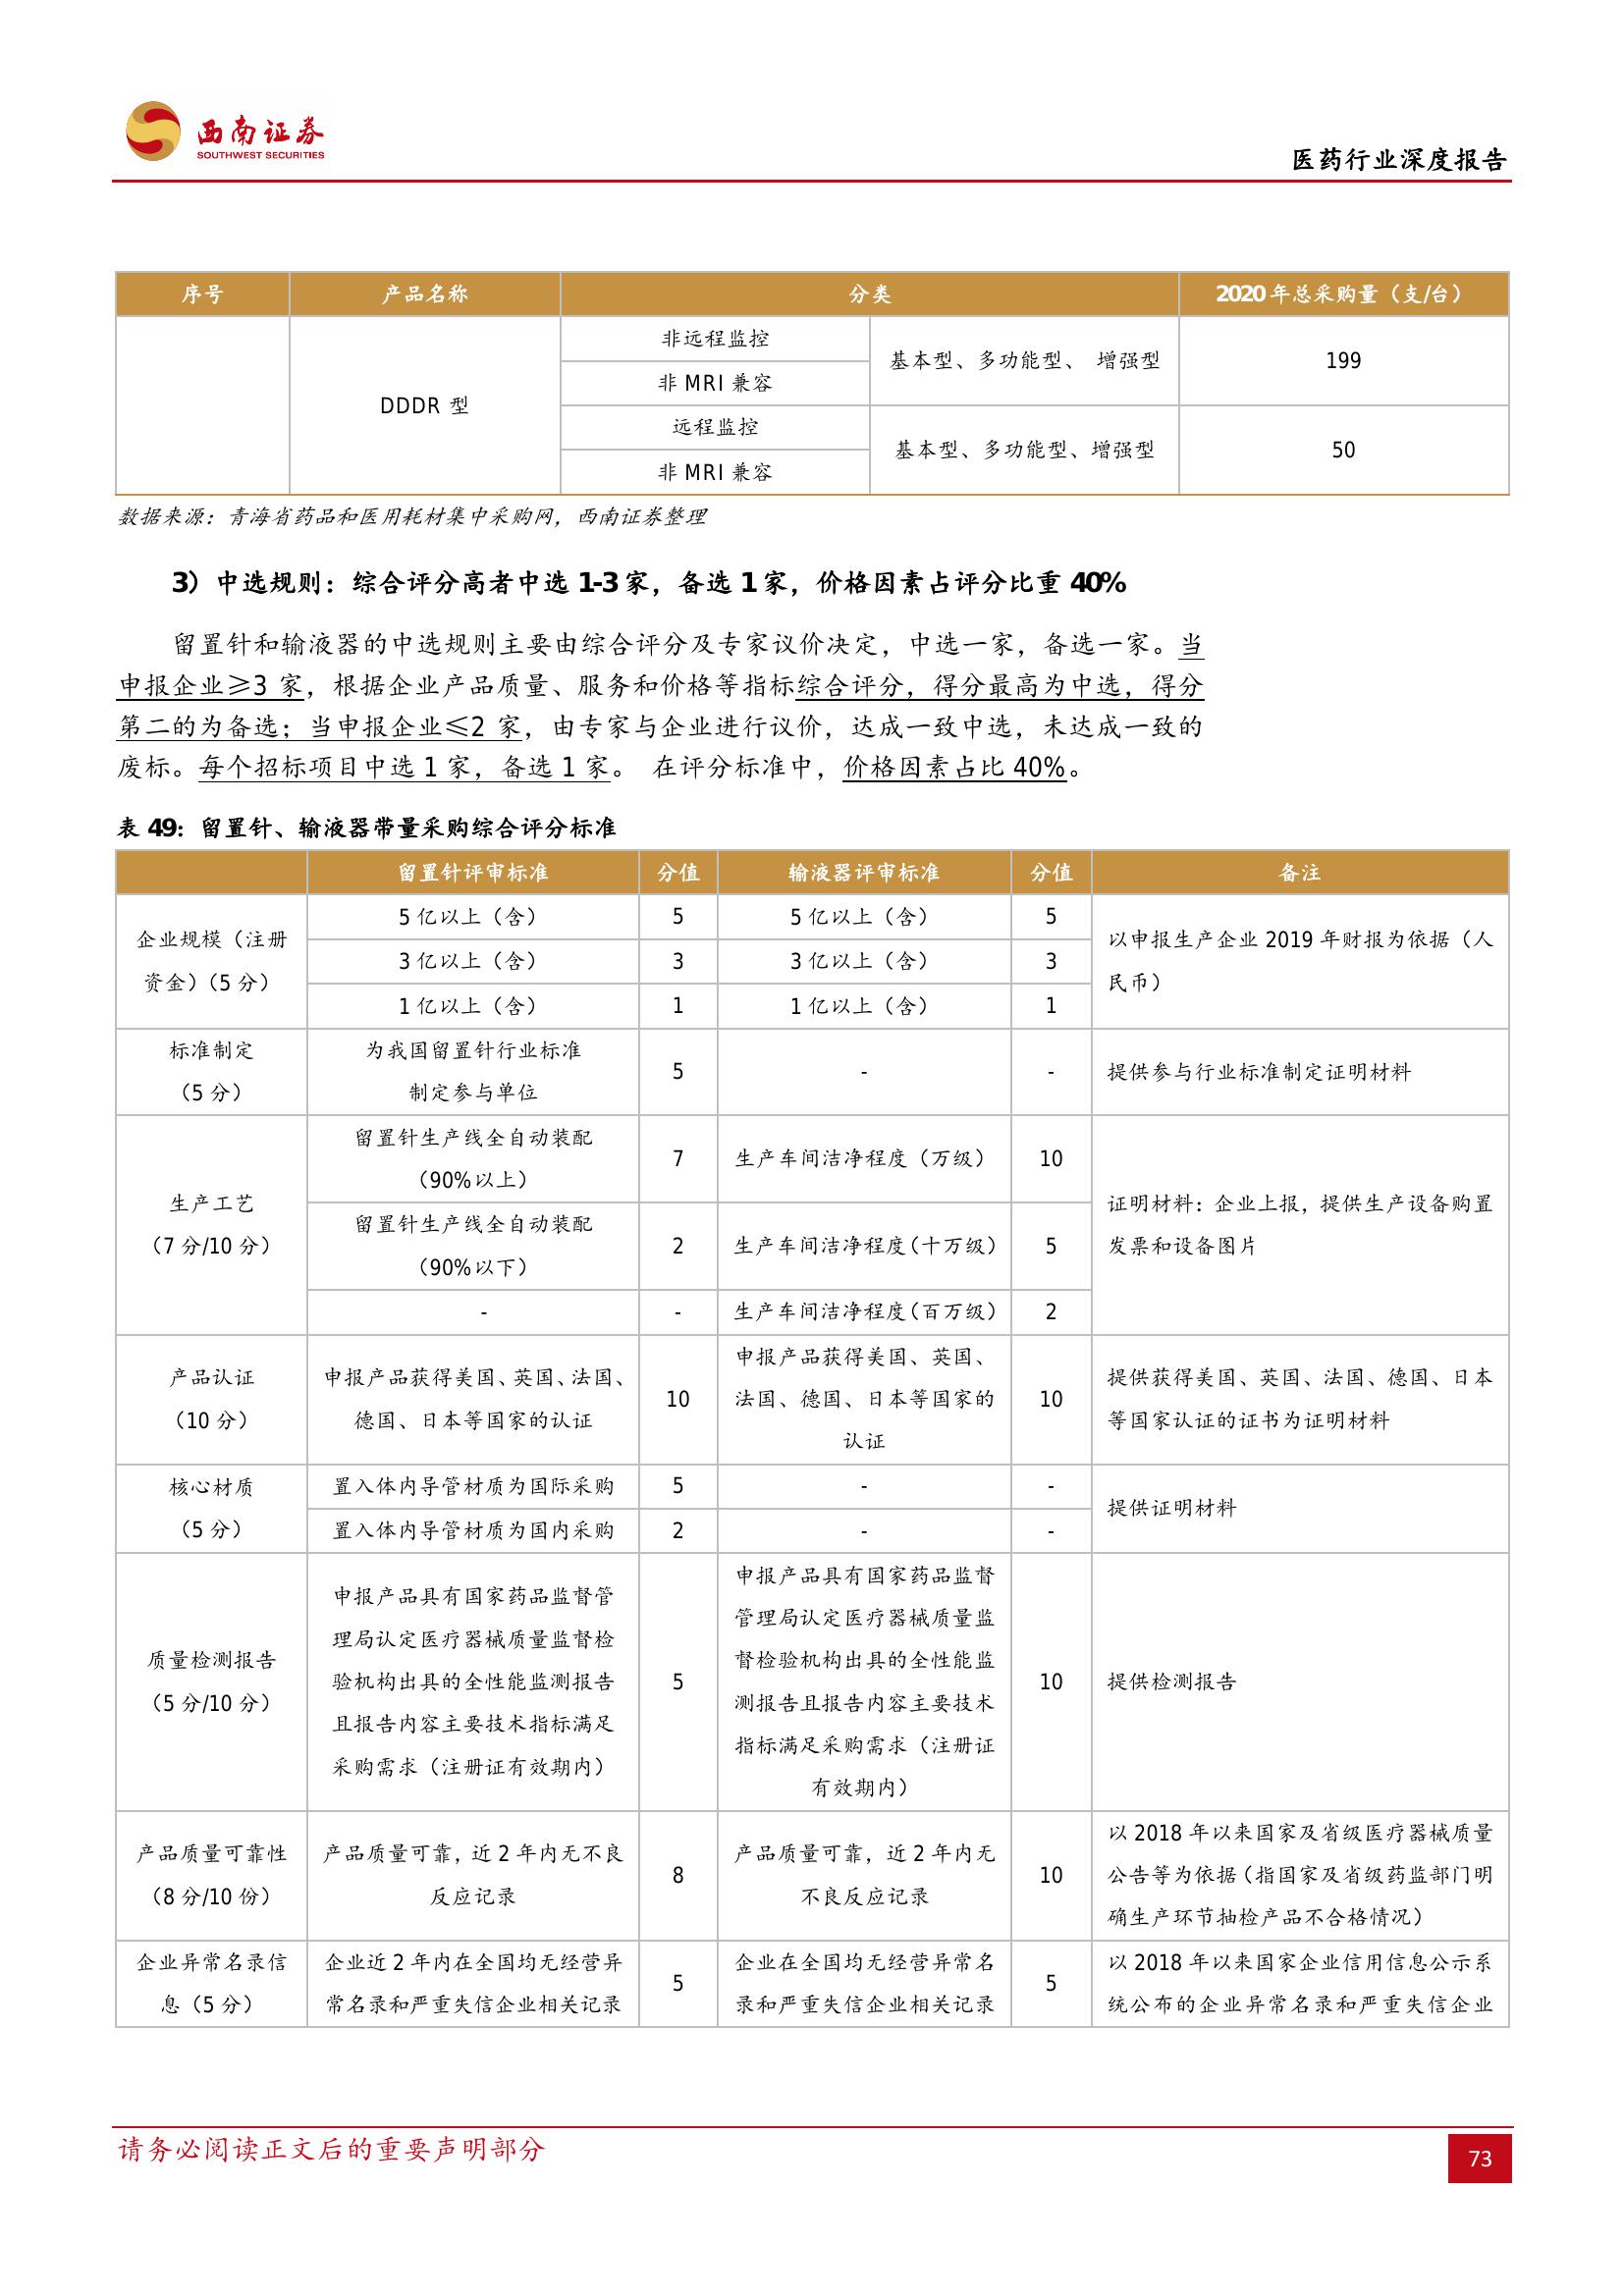 西南证券
SOUTHWEST SECURITIES
医药行业深度报告
序号 产品名称 分类 2020年总采购量（支/台）
DDDR 型
非远程监控
非 MRI 兼容
基本型、多功能型、 增强型
199
远程监控
非 MRI 兼容
基本型、多功能型、增强型
50
数据来源：青海省药品和医用耗材集中采购网，西南证券整理
3）中选规则：综合评分高者中选 1-3 家，备选 1 家，价格因素占评分比重 40%
留置针和输液器的中选规则主要由综合评分及专家议价决定，中选一家，备选一家。当
申报企业≥3 家，根据企业产品质量、服务和价格等指标综合评分，得分最高为中选，得分
第二的为备选；当申报企业≤2 家，由专家与企业进行议价，达成一致中选，未达成一致的
废标。每个招标项目中选 1 家，备选 1 家。 在评分标准中，价格因素占比 40%。
表 49：留置针、输液器带量采购综合评分标准
留置针评审标准 分值 输液器评审标准 分值 备注
企业规模（注册
资金）（5 分）
5 亿以上（含） 5 5 亿以上（含） 5
3 亿以上（含） 3 3 亿以上（含） 3
1 亿以上（含） 1 1 亿以上（含） 1
以申报生产企业 2019 年财报为依据（人
民币）
标准制定
（5 分）
为我国留置针行业标准
制定参与单位
5 - -
提供参与行业标准制定证明材料
生产工艺
（7 分/10 分）
留置针生产线全自动装配
（90%以上）
7 生产车间洁净程度（万级） 10
留置针生产线全自动装配
（90%以下）
2 生产车间洁净程度（十万级） 5
- - 生产车间洁净程度（百万级） 2
证明材料：企业上报，提供生产设备购置
发票和设备图片
产品认证
（10 分）
申报产品获得美国、英国、法国、
德国、日本等国家的认证
10
申报产品获得美国、英国、
法国、德国、日本等国家的
认证
10
提供获得美国、英国、法国、德国、日本
等国家认证的证书为证明材料
核心材质
（5 分）
置入体内导管材质为国际采购 5 - -
置入体内导管材质为国内采购 2 - -
提供证明材料
质量检测报告
（5 分/10 分）
申报产品具有国家药品监督管
理局认定医疗器械质量监督检
验机构出具的全性能监测报告
且报告内容主要技术指标满足
采购需求（注册证有效期内）
5
申报产品具有国家药品监督
管理局认定医疗器械质量监
督检验机构出具的全性能监
测报告且报告内容主要技术
指标满足采购需求（注册证
有效期内）
10
提供检测报告
产品质量可靠性
（8 分/10 份）
产品质量可靠，近 2 年内无不良
反应记录
8
产品质量可靠，近 2 年内无
不良反应记录
10
以 2018 年以来国家及省级医疗器械质量
公告等为依据（指国家及省级药监部门明
确生产环节抽检产品不合格情况）
企业异常名录信
息（5 分）
企业近 2 年内在全国均无经营异
常名录和严重失信企业相关记录
5
企业在全国均无经营异常名
录和严重失信企业相关记录
5
以 2018 年以来国家企业信用信息公示系
统公布的企业异常名录和严重失信企业
请务必阅读正文后的重要声明部分
73